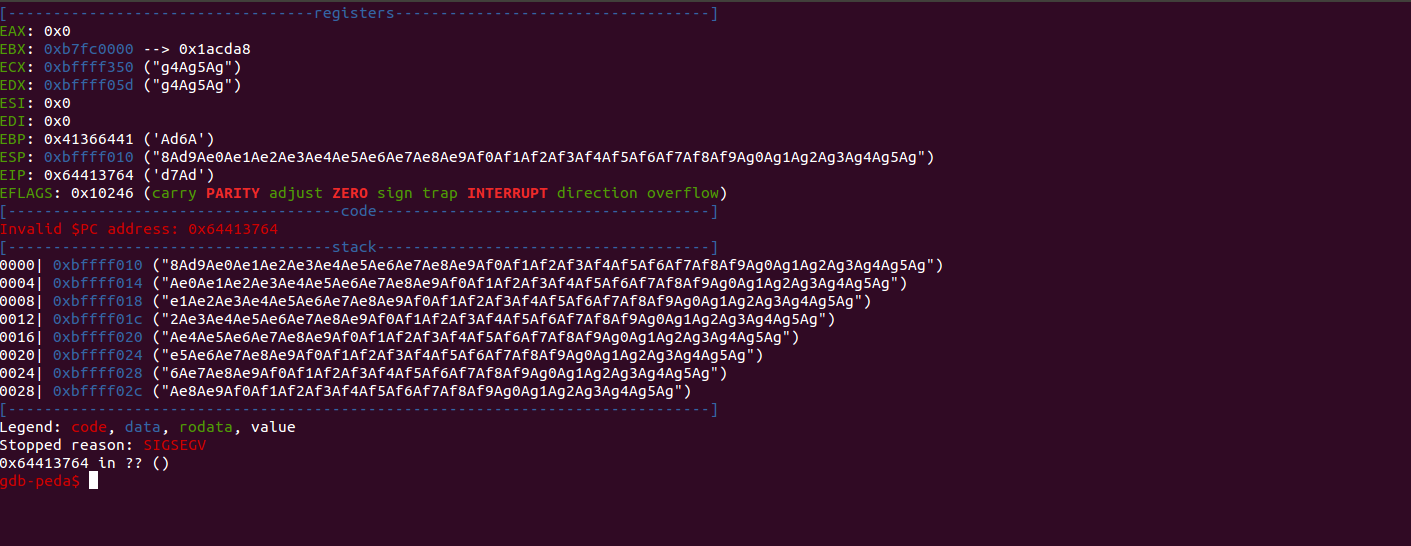 [----------------------------------registers-----------------------------------]
EAX: 0x0
EBX: 0xb7fc0000 --> 0x1acda8
ECX: 0xbffff350 ("g4Ag5Ag")
EDX: 0xbffff05d ("g4Ag5Ag")
ESI: 0x0
EDI: 0x0
EBP: 0x41366441 ('Ad6A')
ESP: 0xbffff010 ("8Ad9Ae0Ae1Ae2Ae3Ae4Ae5Ae6Ae7Ae8Ae9Af0Af1Af2Af3Af4Af5Af6Af7Af8Af9Ag0Ag1Ag2Ag3Ag4Ag5Ag")
EIP: 0x64413764 ('d7Ad')
EFLAGS: 0x10246 (carry PARITY adjust ZERO sign trap INTERRUPT direction overflow)
[-------------------------------------code-------------------------------------]
Invalid $PC address: 0x64413764
[------------------------------------stack-------------------------------------]
0000| 0xbffff010 ("8Ad9Ae0Ae1Ae2Ae3Ae4Ae5Ae6Ae7Ae8Ae9Af0Af1Af2Af3Af4Af5Af6Af7Af8Af9Ag0Ag1Ag2Ag3Ag4Ag5Ag")
0004| 0xbffff014 ("Ae0Ae1Ae2Ae3Ae4Ae5Ae6Ae7Ae8Ae9Af0Af1Af2Af3Af4Af5Af6Af7Af8Af9Ag0Ag1Ag2Ag3Ag4Ag5Ag")
0008| 0xbffff018 ("e1Ae2Ae3Ae4Ae5Ae6Ae7Ae8Ae9Af0Af1Af2Af3Af4Af5Af6Af7Af8Af9Ag0Ag1Ag2Ag3Ag4Ag5Ag")
0012| 0xbffff01c ("2Ae3Ae4Ae5Ae6Ae7Ae8Ae9Af0Af1Af2Af3Af4Af5Af6Af7Af8Af9Ag0Ag1Ag2Ag3Ag4Ag5Ag")
0016| 0xbffff020 ("Ae4Ae5Ae6Ae7Ae8Ae9Af0Af1Af2Af3Af4Af5Af6Af7Af8Af9Ag0Ag1Ag2Ag3Ag4Ag5Ag")
0020| 0xbffff024 ("e5Ae6Ae7Ae8Ae9Af0Af1Af2Af3Af4Af5Af6Af7Af8Af9Ag0Ag1Ag2Ag3Ag4Ag5Ag")
0024| 0xbffff028 ("6Ae7Ae8Ae9Af0Af1Af2Af3Af4Af5Af6Af7Af8Af9Ag0Ag1Ag2Ag3Ag4Ag5Ag")
0028| 0xbffff02c ("Ae8Ae9Af0Af1Af2Af3Af4Af5Af6Af7Af8Af9Ag0Ag1Ag2Ag3Ag4Ag5Ag")
[------------------------------------------------------------------------------]
Legend: code, data, rodata, value
Stopped reason: SIGSEGV
0x64413764 in ?? ()
gdb-peda$